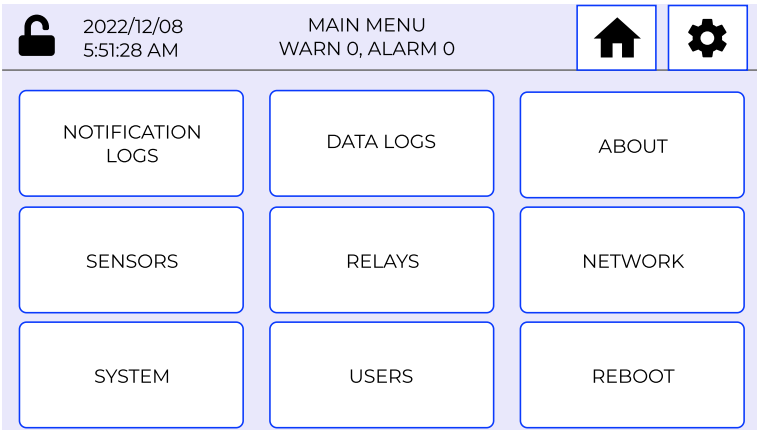 2022/12/08
5:51:28 AM
MAIN MENU
WARN 0, ALARM 0
NOTIFICATION
LOGS
DATA LOGS
ABOUT
SENSORS
RELAYS
NETWORK
SYSTEM
USERS
REBOOT